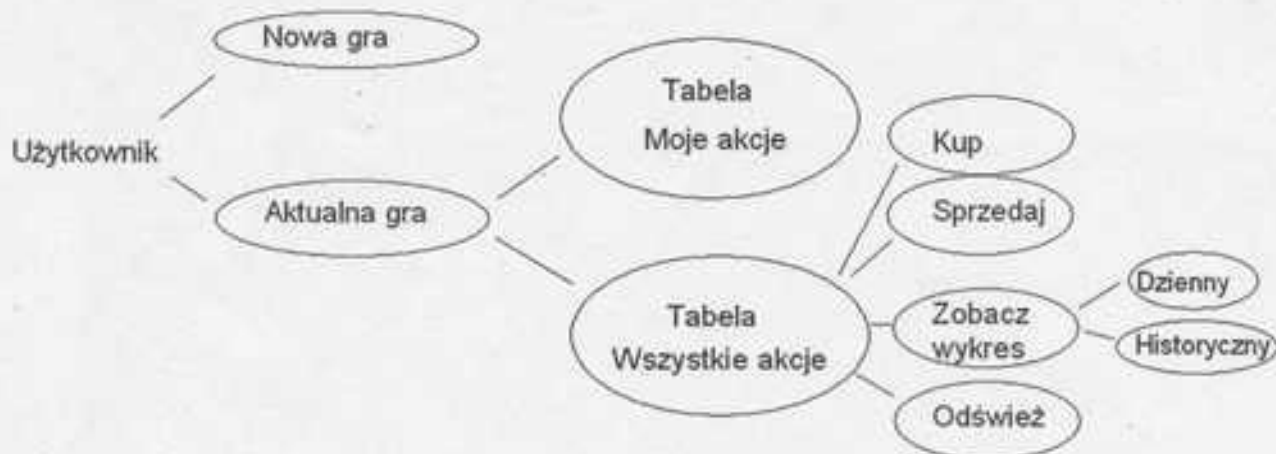 Nowa gra
Użytkownik
Aktualna gra
Tabela
Moje akcje
Tabela
Wszystkie akcje
Kup
Sprzedaj
Zobacz
wykres
Odśwież
Dzienny
Historyczny